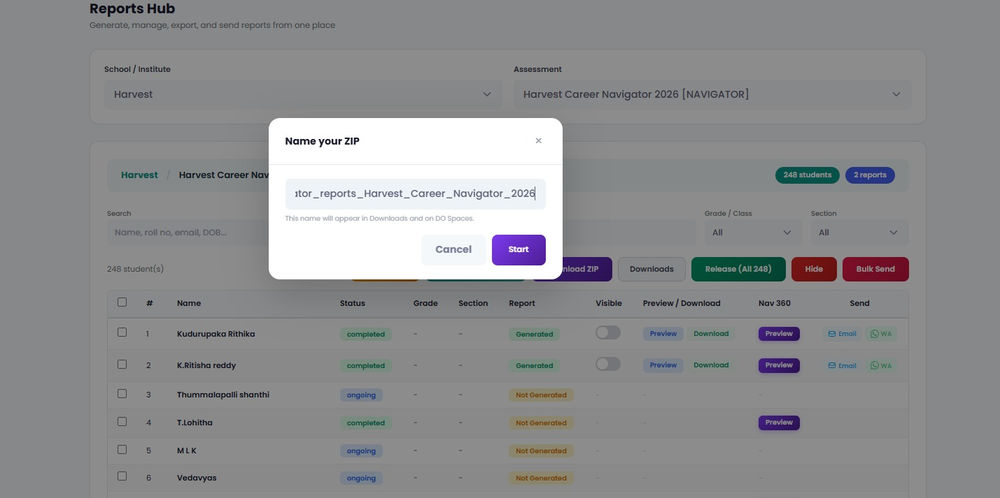 Reports Hub
Generate, manage, export, and send reports from one place
School / Institute Assessment
Harvest Harvest Career Navigator 2026 [NAVIGATOR]
Name your ZIP ×
Harvest / Harvest Career Nav 248 students 2 reports
ator_reports_Harvest_Career_Navigator_2026
This name will appear in Downloads and on DO Spaces.
Search Grade / Class Section
Name, roll no, email, DOB... All All
Cancel Start
248 student(s) nload ZIP Downloads Release (All 248) Hide Bulk Send
# Name Status Grade Section Report Visible Preview / Download Nav 360 Send
1 Kudurupaka Rithika completed - - Generated Preview Download Preview Email WA
2 K.Ritisha reddy completed - - Generated Preview Download Preview Email WA
3 Thummalapalli shanthi ongoing - - Not Generated - - -
4 T.Lohitha completed - - Not Generated - - Preview
5 M L K ongoing - - Not Generated - - -
6 Vedavyas ongoing - - Not Generated - - -